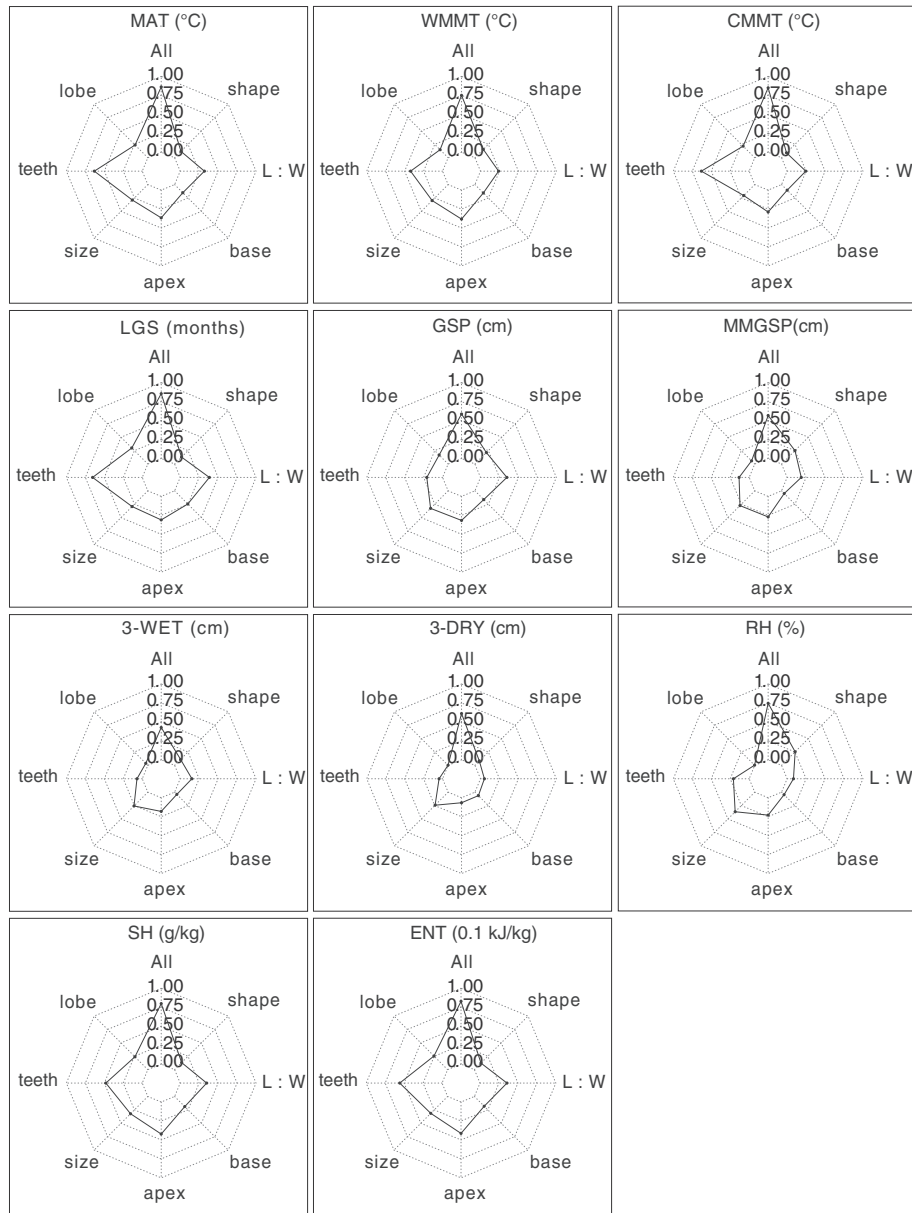 MAT (°C)
All
1.00
0.75
0.50
0.25
0.00
lobe
shape
teeth
L : W
size
base
apex
WMMT (°C)
All
1.00
0.75
0.50
0.25
0.00
lobe
shape
teeth
L : W
size
base
apex
CMMT (°C)
All
1.00
0.75
0.50
0.25
0.00
lobe
shape
teeth
L : W
size
base
apex
LGS (months)
All
1.00
0.75
0.50
0.25
0.00
lobe
shape
teeth
L : W
size
base
apex
GSP (cm)
All
1.00
0.75
0.50
0.25
0.00
lobe
shape
teeth
L : W
size
base
apex
MMGSP(cm)
All
1.00
0.75
0.50
0.25
0.00
lobe
shape
teeth
L : W
size
base
apex
3-WET (cm)
All
1.00
0.75
0.50
0.25
0.00
lobe
shape
teeth
L : W
size
base
apex
3-DRY (cm)
All
1.00
0.75
0.50
0.25
0.00
lobe
shape
teeth
L : W
size
base
apex
RH (%)
All
1.00
0.75
0.50
0.25
0.00
lobe
shape
teeth
L : W
size
base
apex
SH (g/kg)
All
1.00
0.75
0.50
0.25
0.00
lobe
shape
teeth
L : W
size
base
apex
ENT (0.1 kJ/kg)
All
1.00
0.75
0.50
0.25
0.00
lobe
shape
teeth
L : W
size
base
apex